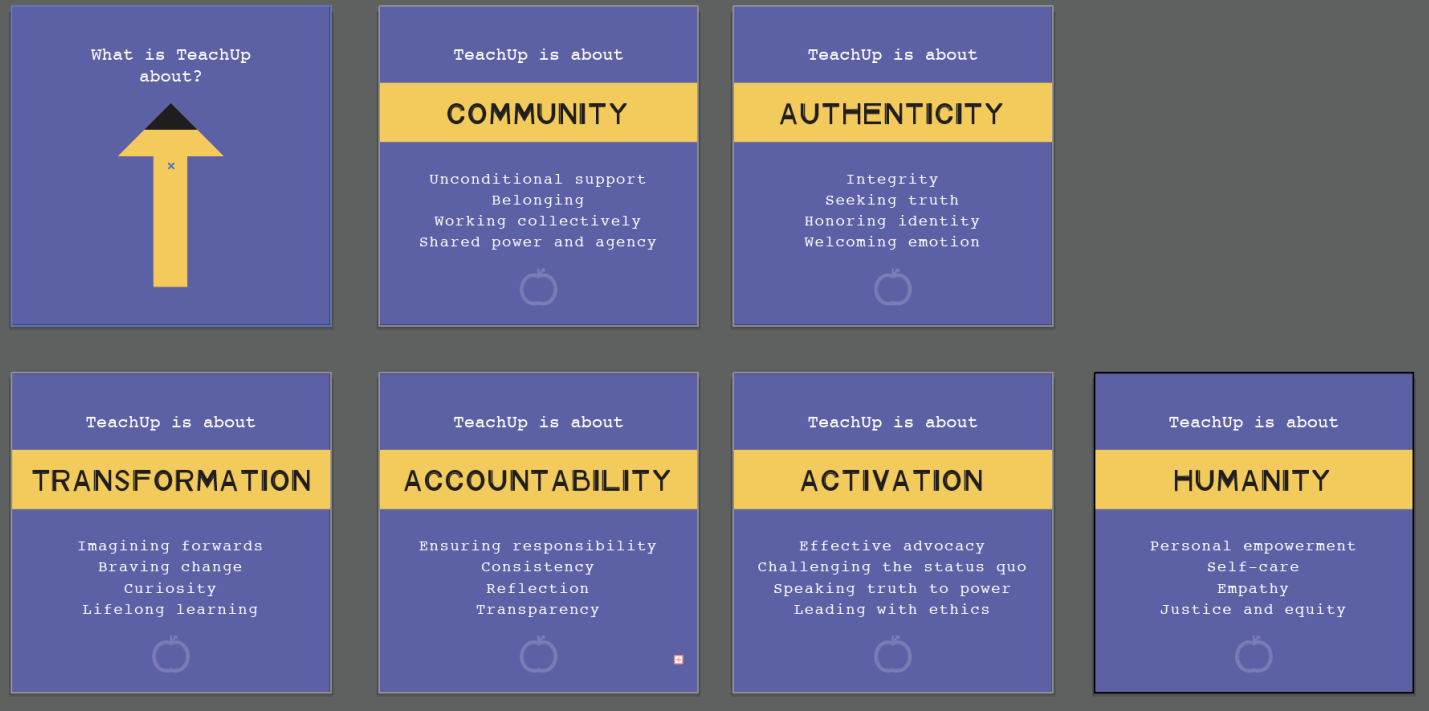 What is TeachUp
about?
TeachUp is about
COMMUNITY
Unconditional support
Belonging
Working collectively
Shared power and agency
TeachUp is about
AUTHENTICITY
Integrity
Seeking truth
Honoring identity
Welcoming emotion
TeachUp is about
TRANSFORMATION
Imagining forwards
Braving change
Curiosity
Lifelong learning
TeachUp is about
ACCOUNTABILITY
Ensuring responsibility
Consistency
Reflection
Transparency
TeachUp is about
ACTIVATION
Effective advocacy
Challenging the status quo
Speaking truth to power
Leading with ethics
TeachUp is about
HUMANITY
Personal empowerment
Self-care
Empathy
Justice and equity